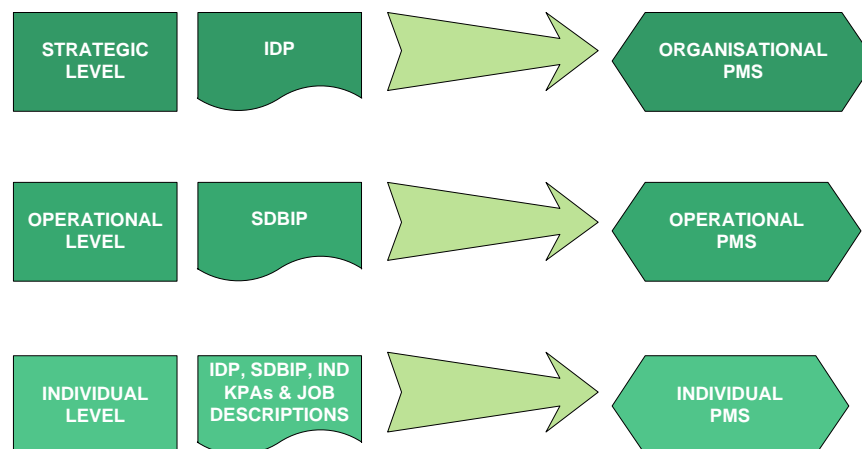 STRATEGIC
LEVEL
IDP
ORGANISATIONAL
PMS
OPERATIONAL
LEVEL
SDBIP
OPERATIONAL
PMS
INDIVIDUAL
LEVEL
IDP, SDBIP, IND
KPAs & JOB
DESCRIPTIONS
INDIVIDUAL
PMS